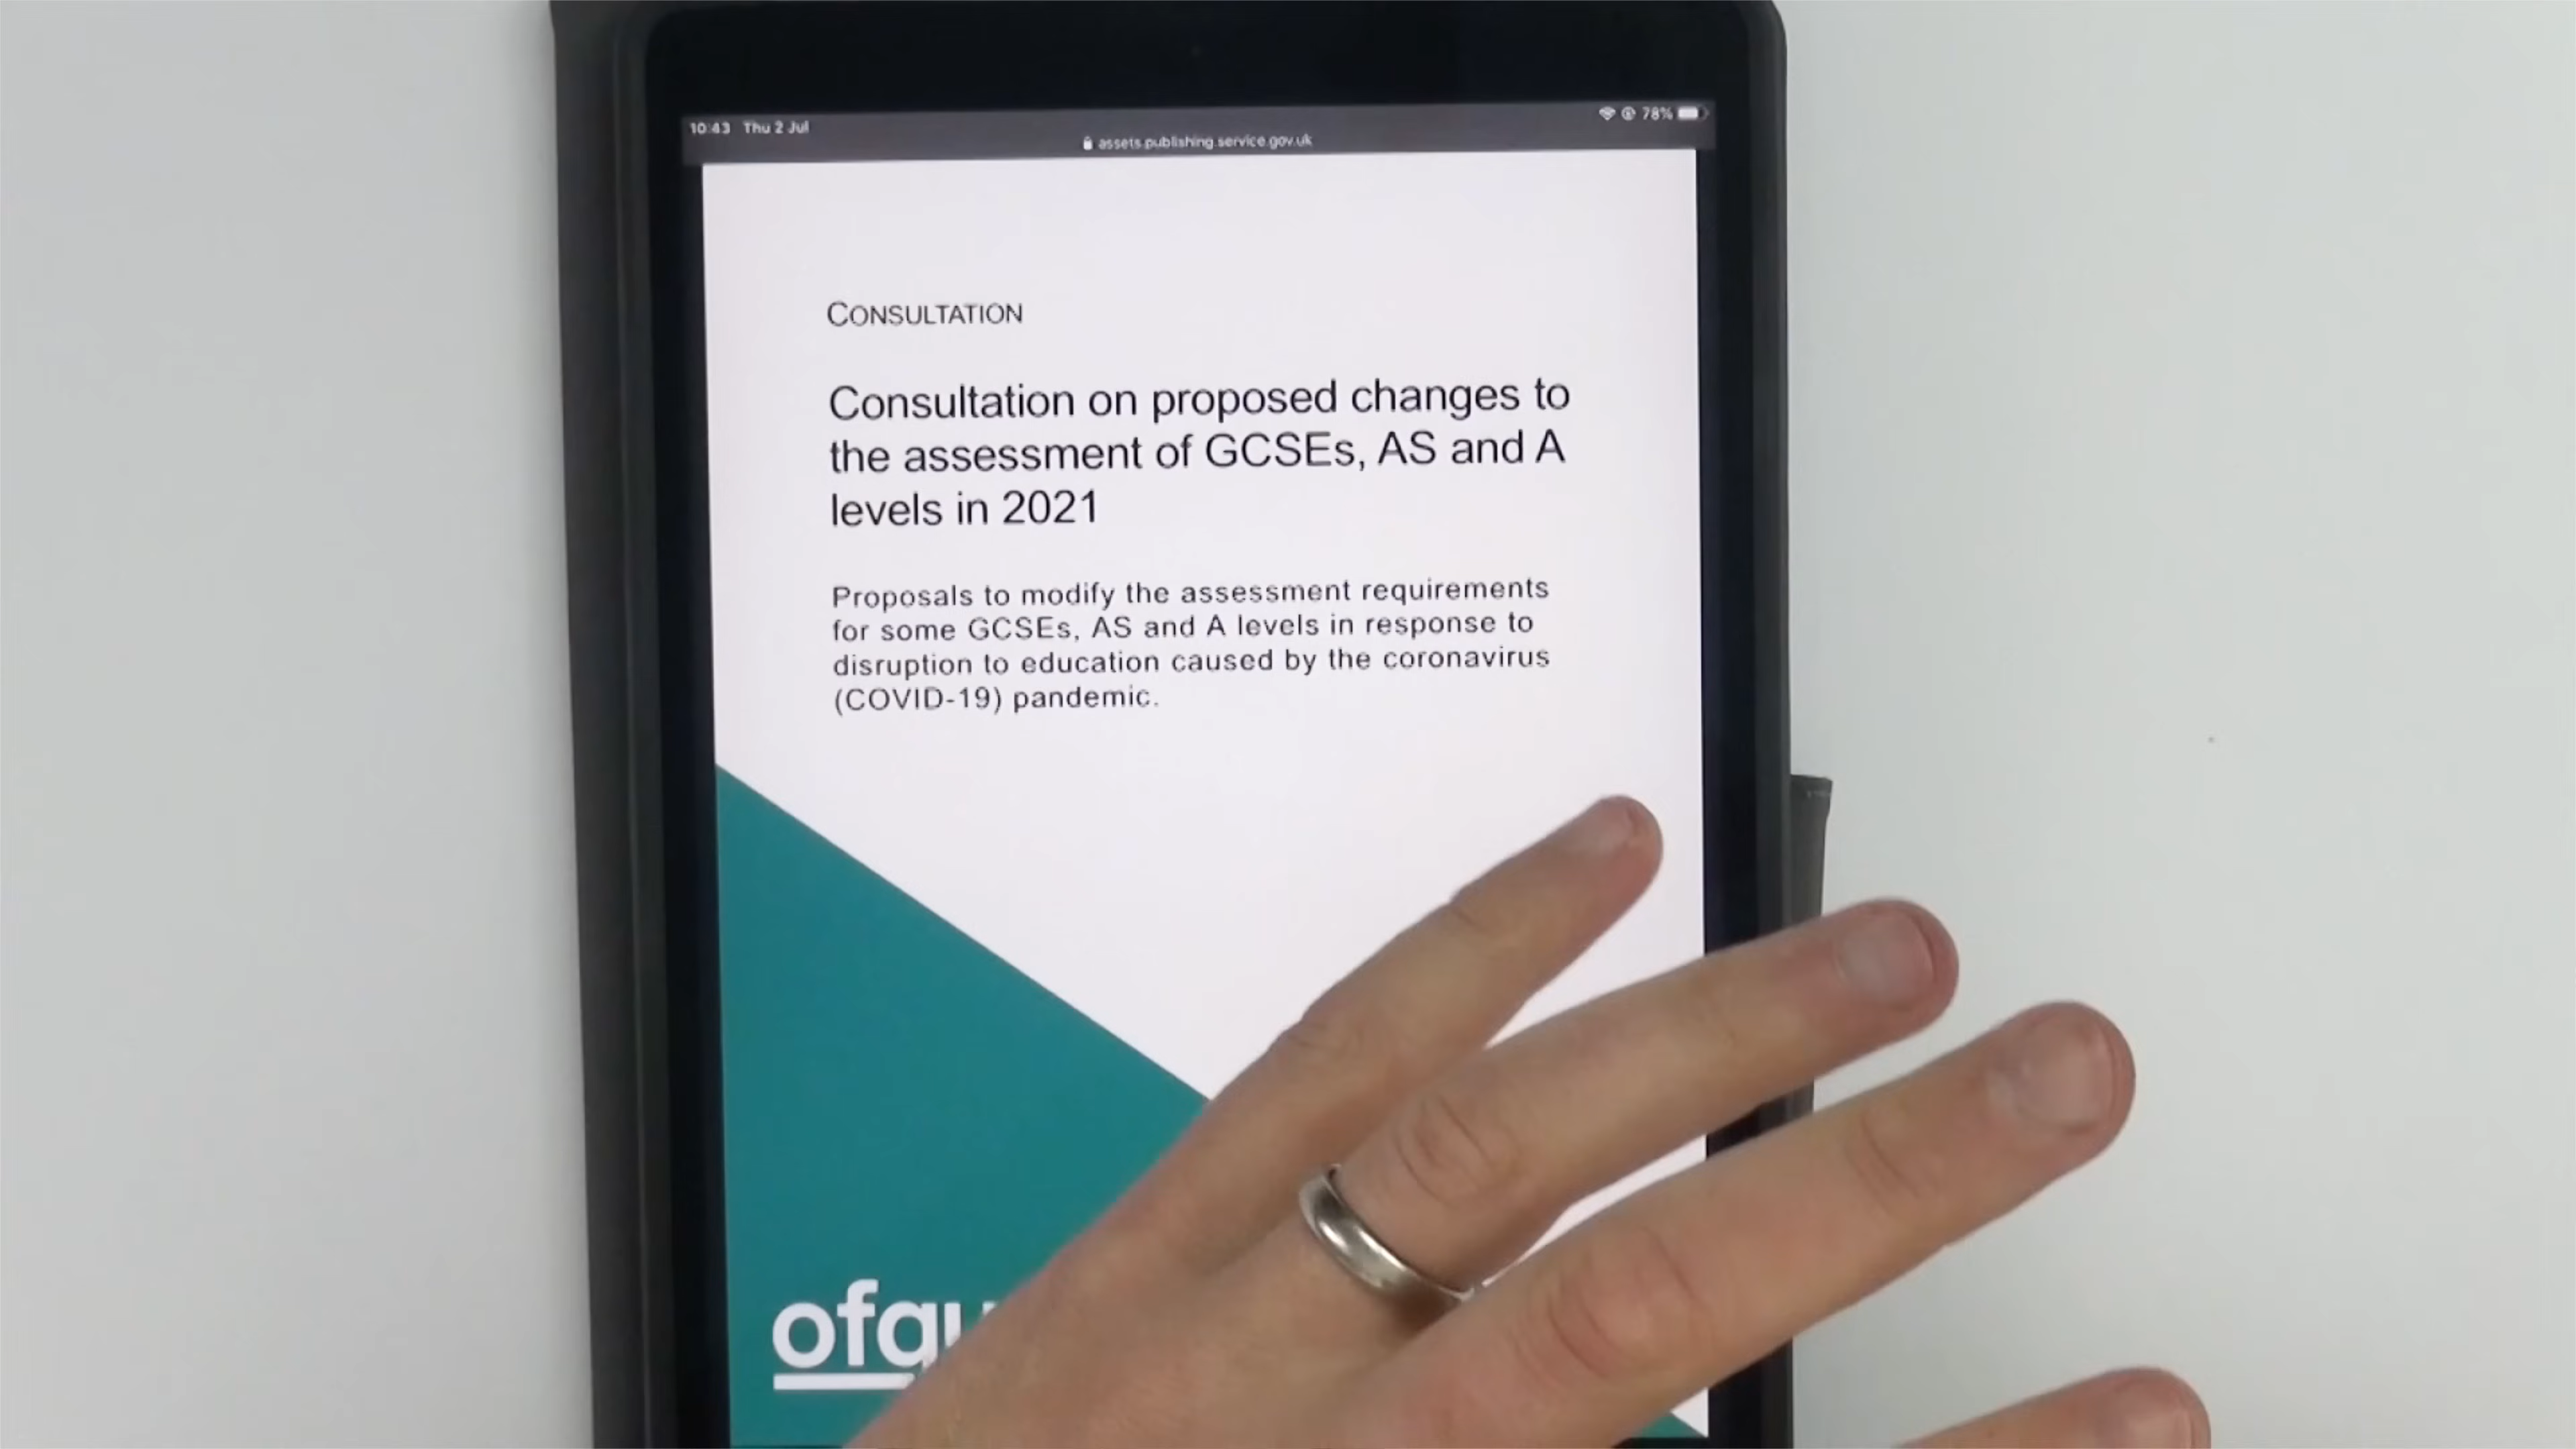 10:43 Thu 2 Jul
78%
assets.publishing.service.gov.uk
CONSULTATION
Consultation on proposed changes to
the assessment of GCSEs, AS and A
levels in 2021
Proposals to modify the assessment requirements
for some GCSEs, AS and A levels in response to
disruption to education caused by the coronavirus
(COVID-19) pandemic.
ofqu